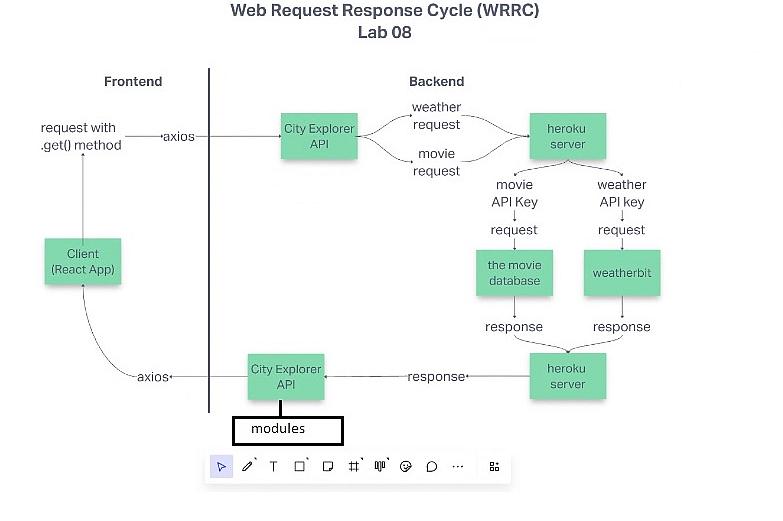 Web Request Response Cycle (WRRC)
Lab 08
Frontend
Backend
request with
.get() method
axios
City Explorer
API
weather
request
movie
request
heroku
server
movie
API Key
weather
API key
request
request
Client
(React App)
the movie
database
weatherbit
response
response
axios
City Explorer
API
response
heroku
server
modules
T